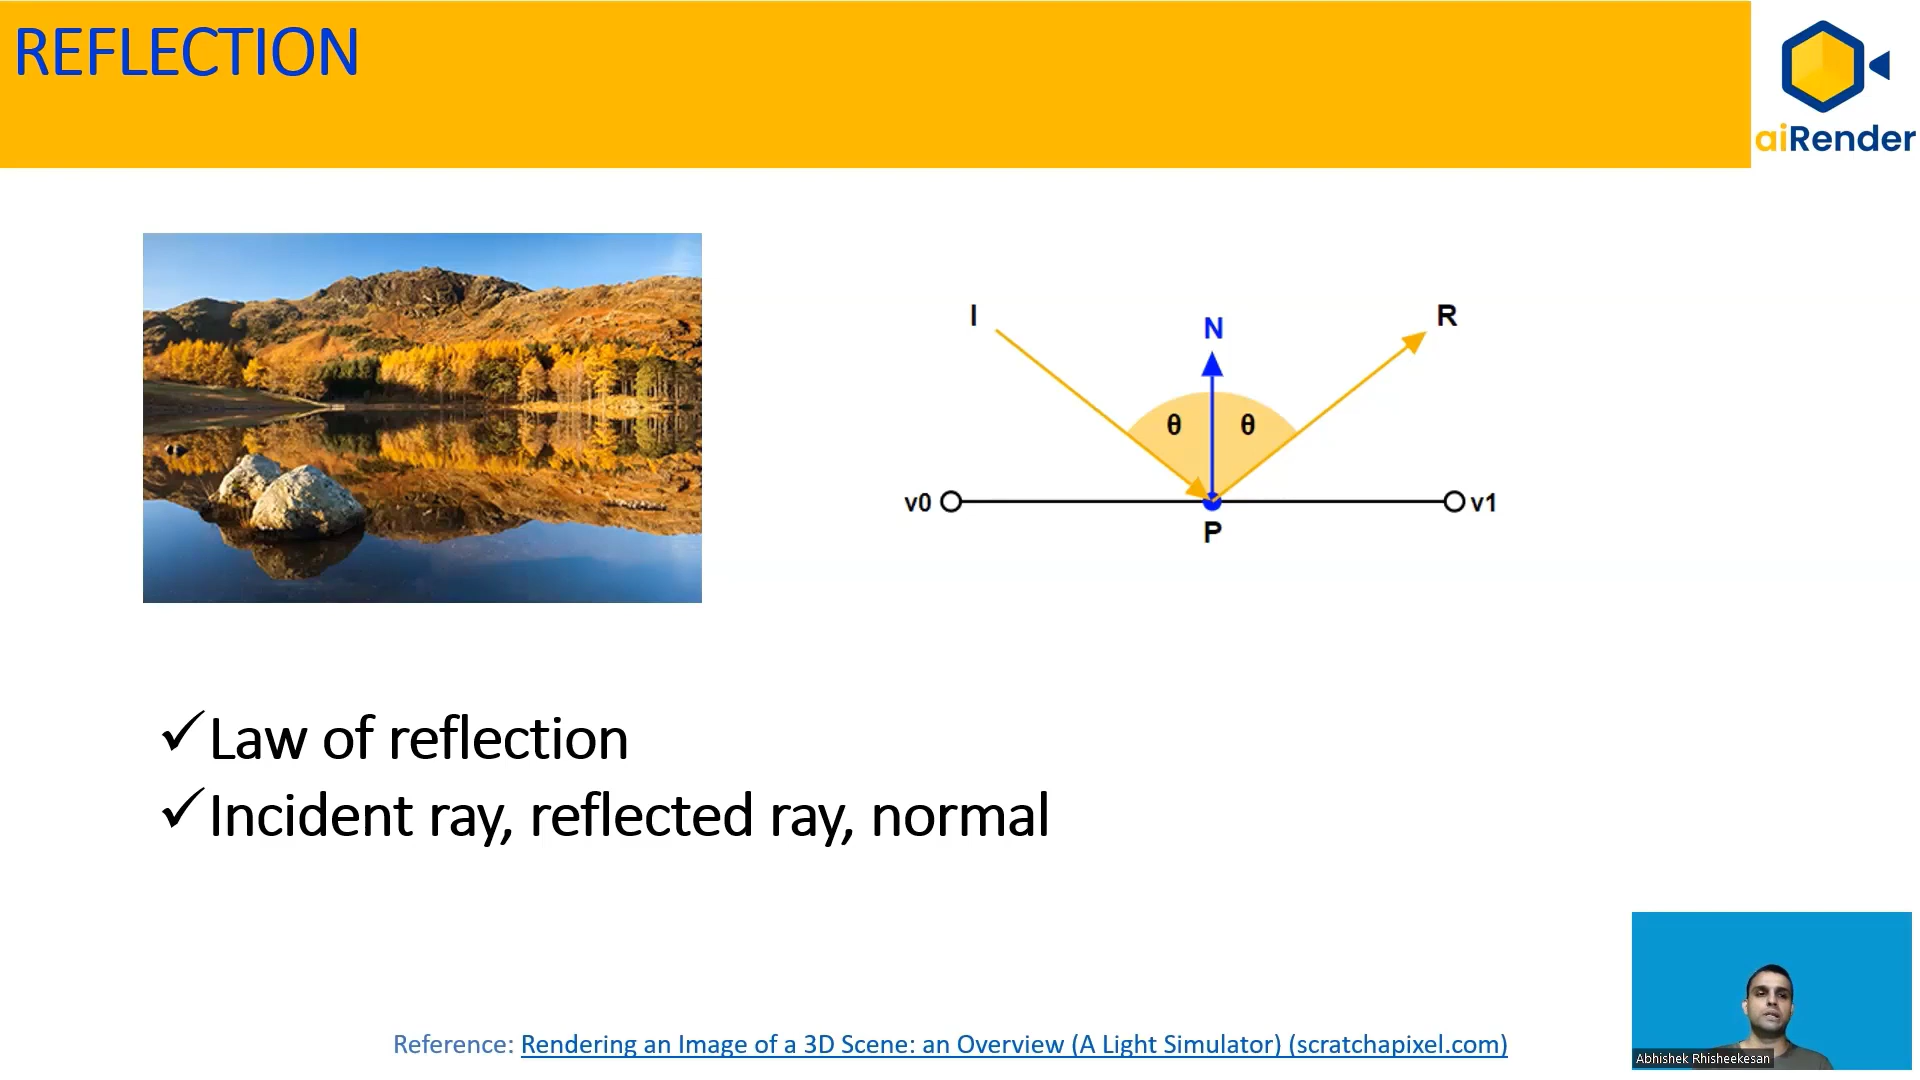 REFLECTION
aiRender
I
N
R
θ
θ
v0
v1
P
✓Law of reflection
✓Incident ray, reflected ray, normal
Reference: Rendering an Image of a 3D Scene: an Overview (A Light Simulator) (scratchapixel.com)
Abhishek Rhisheekesan